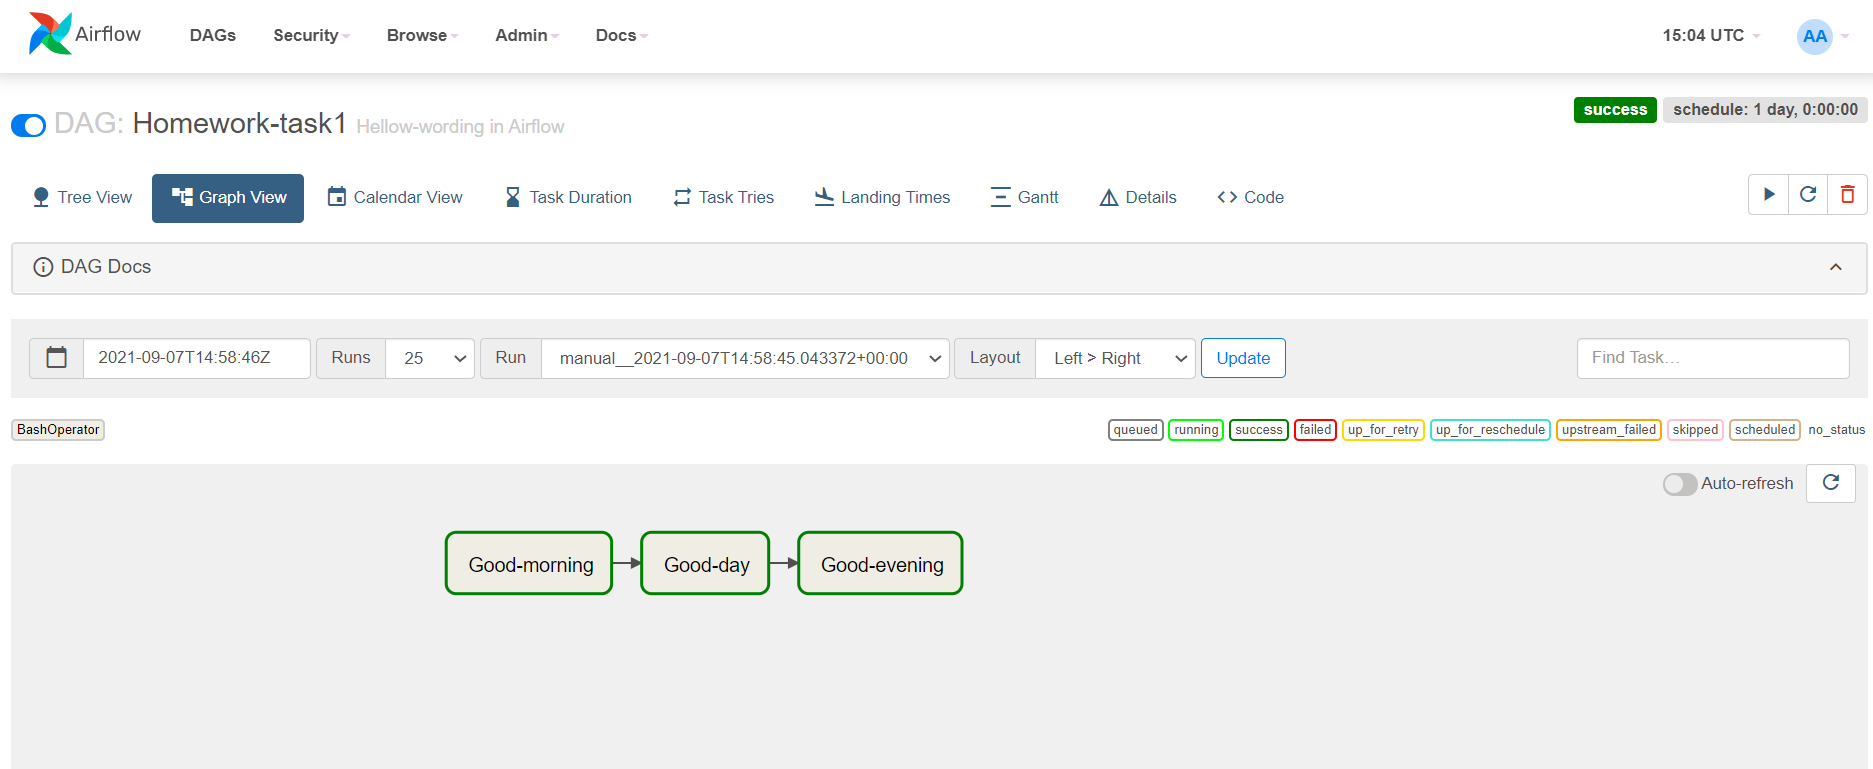 Airflow DAGs Security Browse Admin Docs 15:04 UTC AA
DAG: Homework-task1 Hellow-wording in Airflow success schedule: 1 day, 0:00:00
Tree View Graph View Calendar View Task Duration Task Tries Landing Times Gantt Details Code
DAG Docs
2021-09-07T14:58:46Z Runs 25 Run manual__2021-09-07T14:58:45.043372+00:00 Layout Left > Right Update Find Task...
BashOperator queued running success failed up_for_retry up_for_reschedule upstream_failed skipped scheduled no_status
Auto-refresh
Good-morning Good-day Good-evening